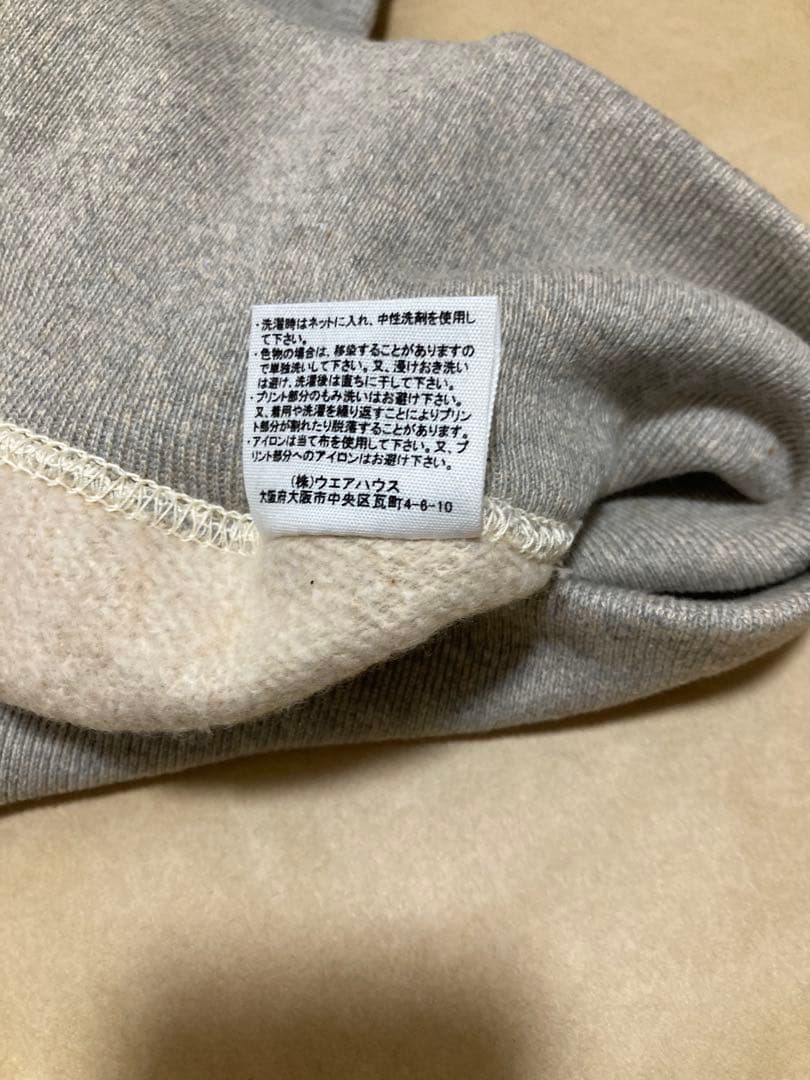 ・洗濯時はネットに入れ、中性洗剤を使用し
て下さい。
・色物の場合は、移染することがありますの
で単独洗いして下さい。又、浸けおき洗い
は避け、洗濯後は直ちに干して下さい。
・プリント部分のもみ洗いはお避け下さい。
又、着用や洗濯を繰り返すことによりプリン
ト部分が割れたり脱落することがあります。
・アイロンは当て布を使用して下さい。又、プ
リント部分へのアイロンはお避け下さい。
(株)ウエアハウス
大阪府大阪市中央区瓦町4-6-10